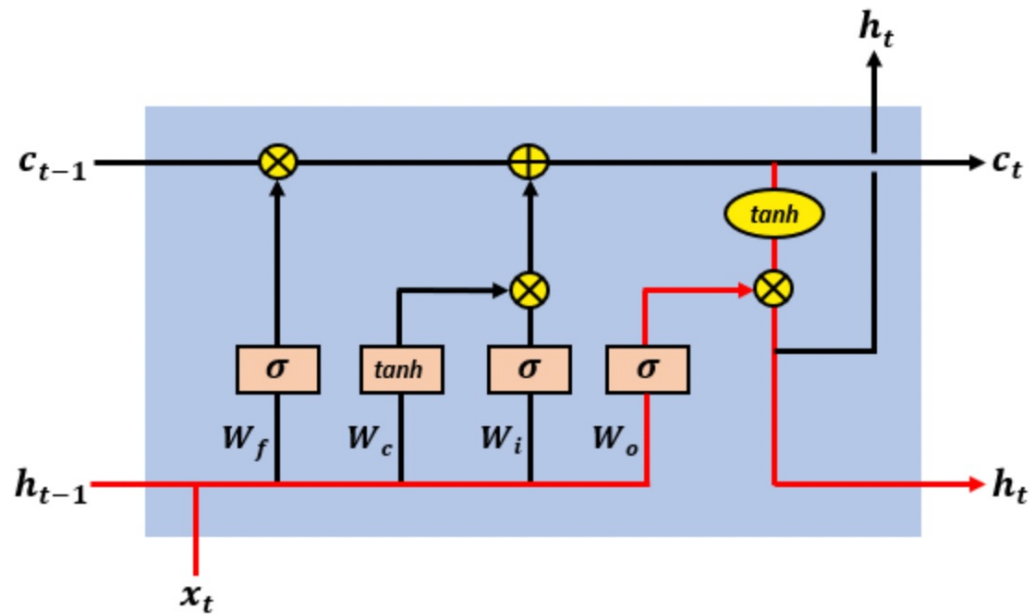 h_t
c_{t-1}
c_t
tanh
σ
tanh
σ
σ
W_f
W_c
W_i
W_o
h_{t-1}
h_t
x_t